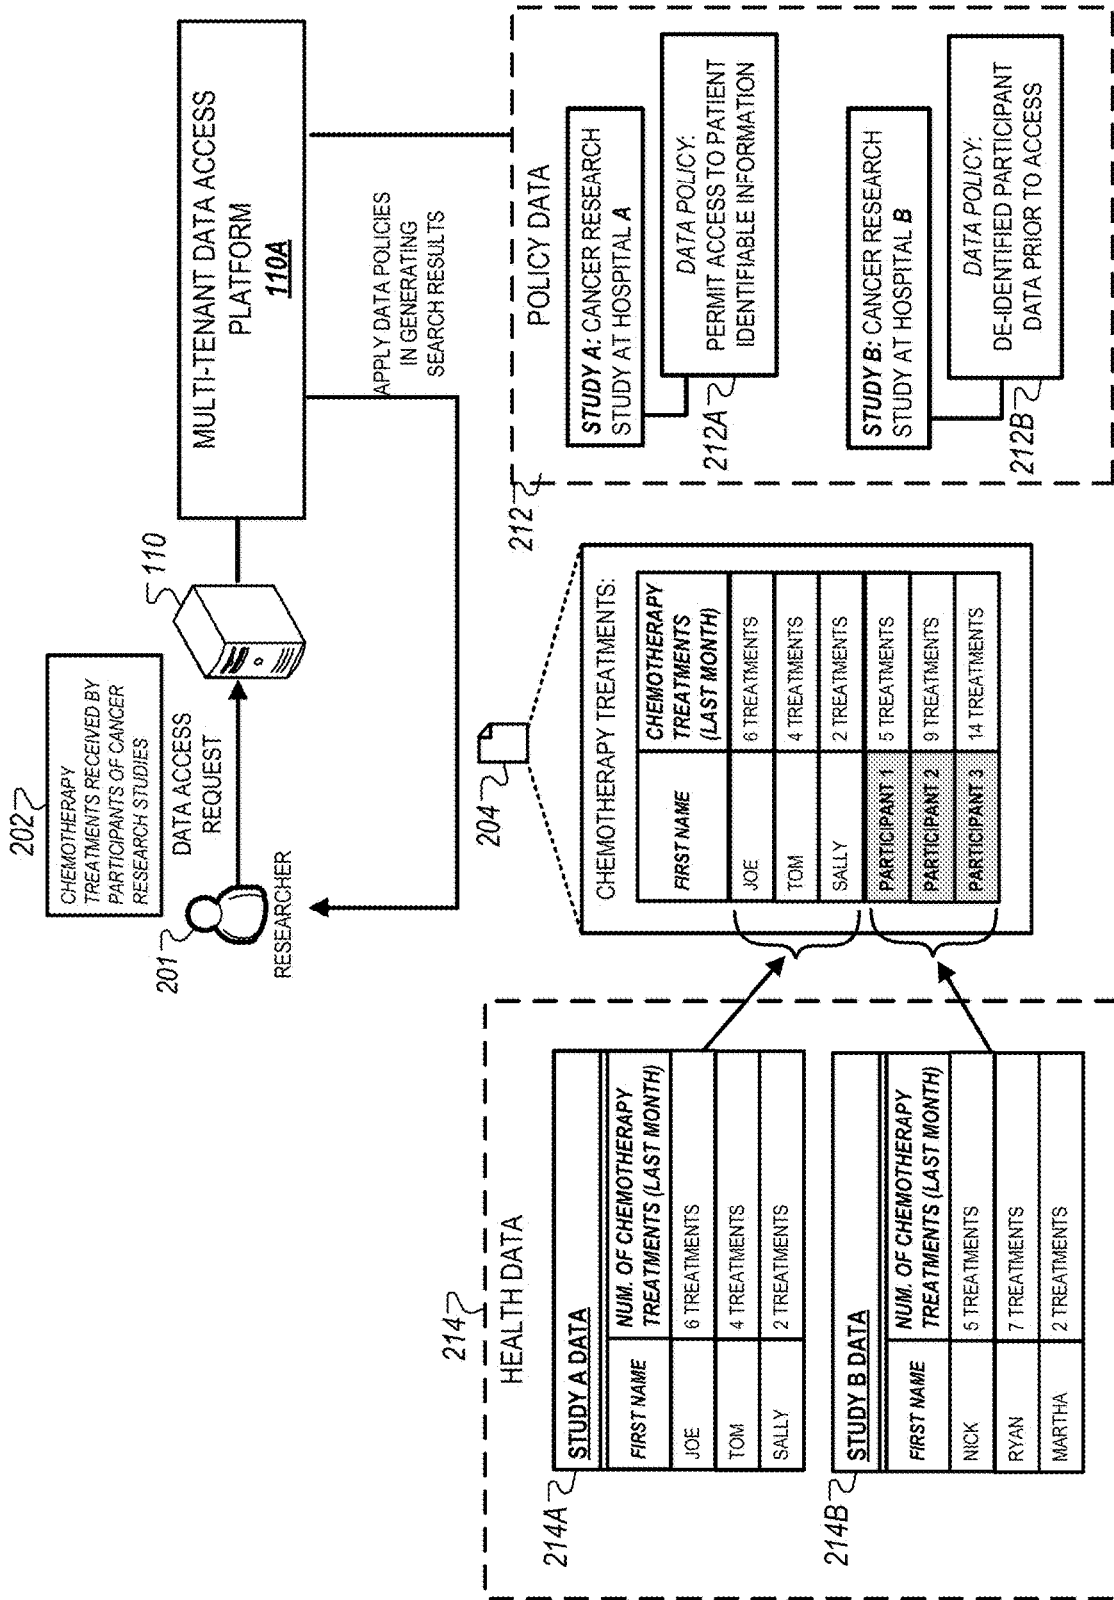 202
CHEMOTHERAPY
TREATMENTS RECEIVED BY
PARTICIPANTS OF CANCER
RESEARCH STUDIES
201
RESEARCHER
DATA ACCESS
REQUEST
110
MULTI-TENANT DATA ACCESS
PLATFORM
110A
APPLY DATA POLICIES
IN GENERATING
SEARCH RESULTS
214
HEALTH DATA
214A
STUDY A DATA
FIRST NAME
NUM. OF CHEMOTHERAPY
TREATMENTS (LAST MONTH)
JOE
6 TREATMENTS
TOM
4 TREATMENTS
SALLY
2 TREATMENTS
214B
STUDY B DATA
FIRST NAME
NUM. OF CHEMOTHERAPY
TREATMENTS (LAST MONTH)
NICK
5 TREATMENTS
RYAN
7 TREATMENTS
MARTHA
2 TREATMENTS
204
CHEMOTHERAPY TREATMENTS:
FIRST NAME
CHEMOTHERAPY
TREATMENTS
(LAST MONTH)
JOE
6 TREATMENTS
TOM
4 TREATMENTS
SALLY
2 TREATMENTS
PARTICIPANT 1
5 TREATMENTS
PARTICIPANT 2
9 TREATMENTS
PARTICIPANT 3
14 TREATMENTS
212
POLICY DATA
STUDY A: CANCER RESEARCH
STUDY AT HOSPITAL A
212A
DATA POLICY:
PERMIT ACCESS TO PATIENT
IDENTIFIABLE INFORMATION
STUDY B: CANCER RESEARCH
STUDY AT HOSPITAL B
212B
DATA POLICY:
DE-IDENTIFIED PARTICIPANT
DATA PRIOR TO ACCESS